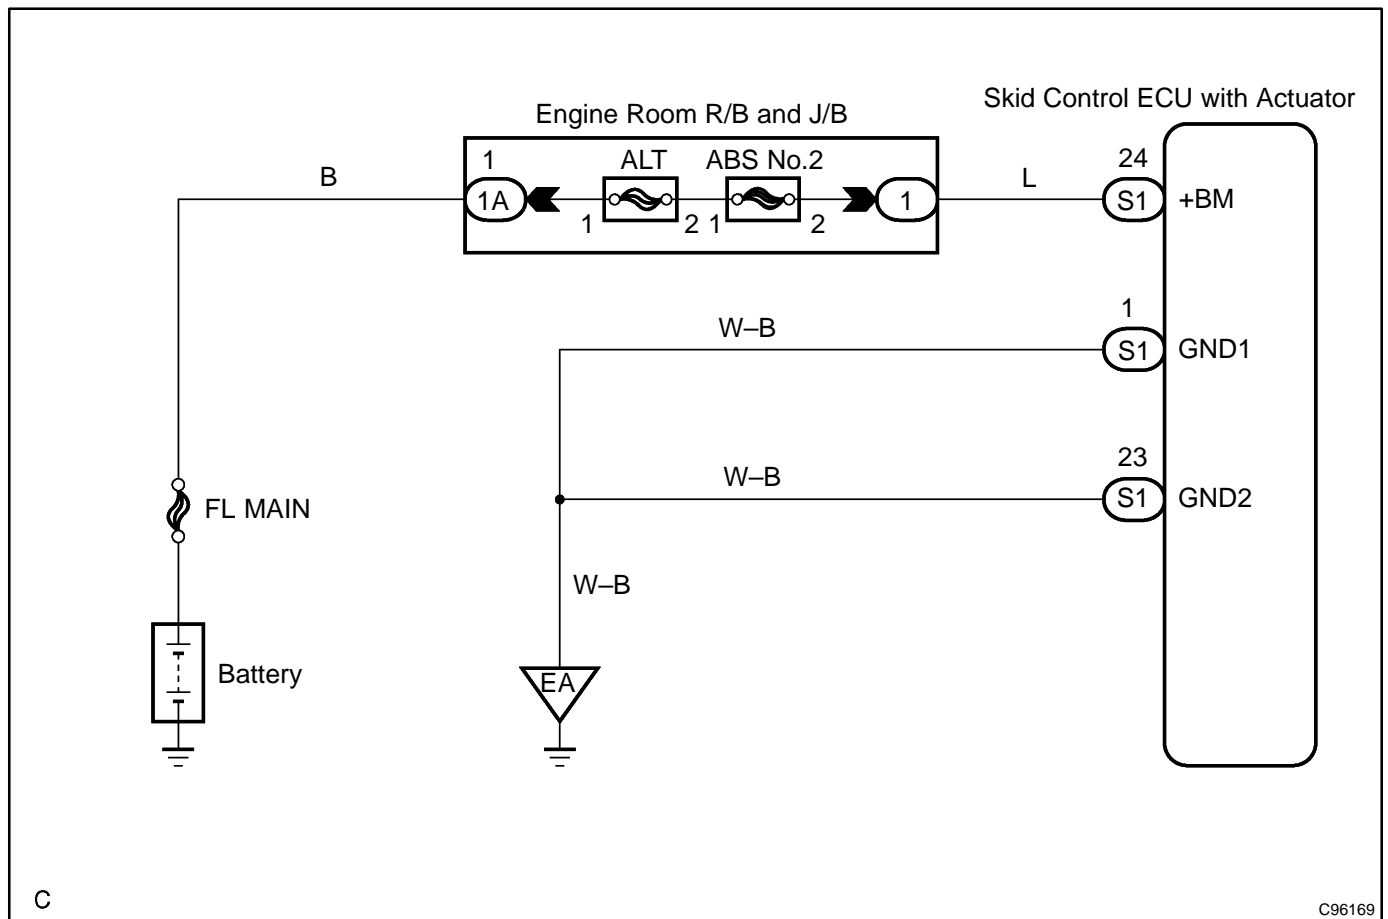 Skid Control ECU with Actuator
Engine Room R/B and J/B
1 ALT ABS No.2 24
B L
1A 1 S1 +BM
1 2 1 2
1
W–B
S1 GND1
23
W–B
S1 GND2
FL MAIN
W–B
Battery
EA
C
C96169